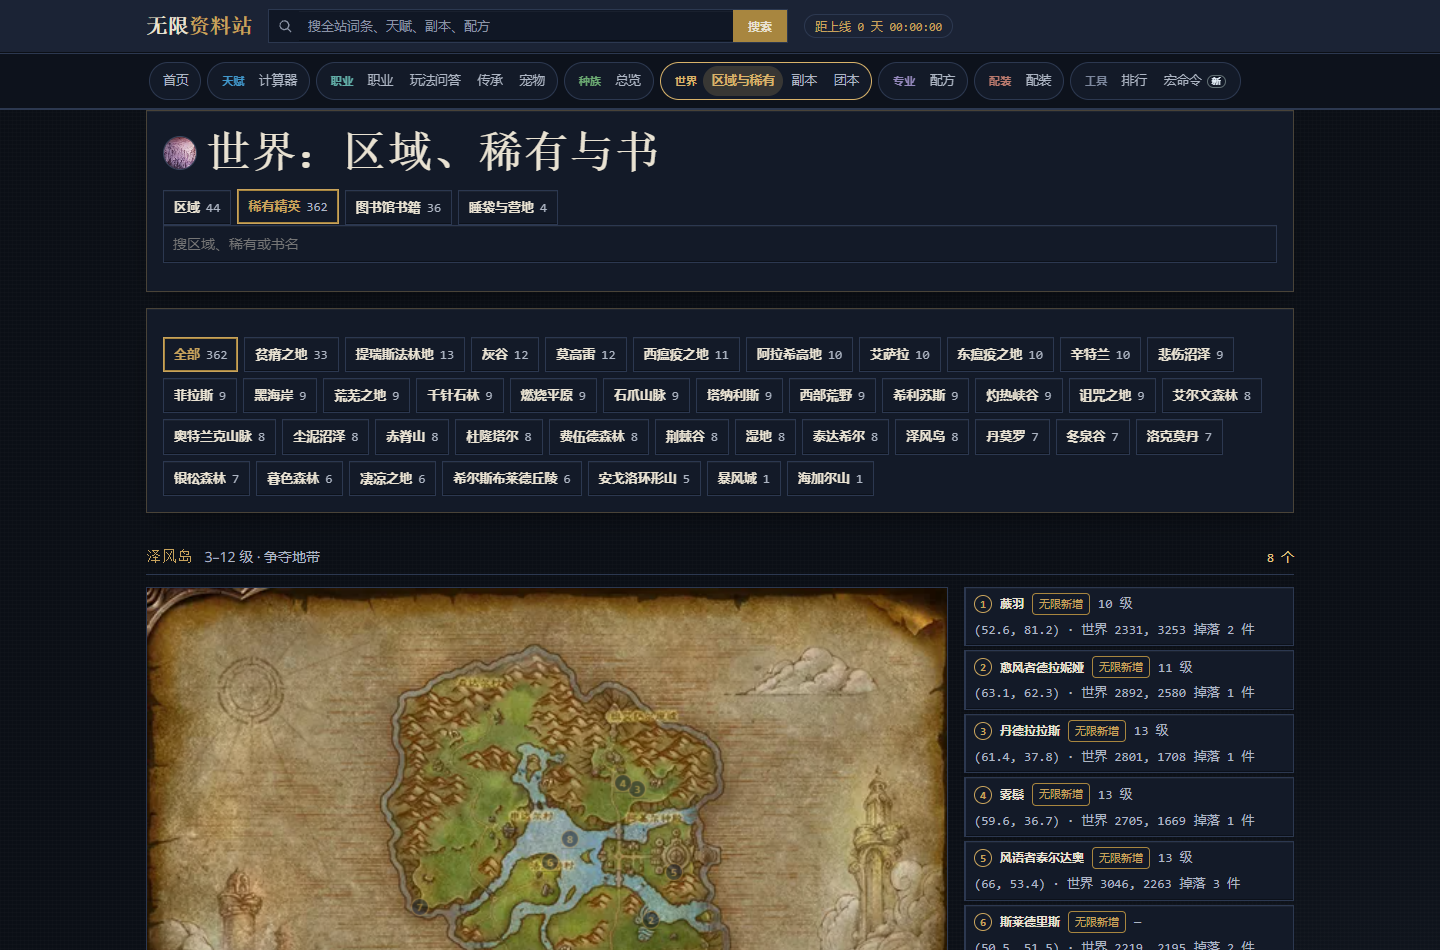 无限资料站 搜全站词条、天赋、副本、配方 搜索 距上线 0 天 00:00:00
首页 天赋 计算器 职业 职业 玩法问答 传承 宠物 种族 总览 世界 区域与稀有 副本 团本 专业 配方 配装 配装 工具 排行 宏命令 新
世界：区域、稀有与书
区域 44 稀有精英 362 图书馆书籍 36 睡袋与营地 4
搜区域、稀有或书名
全部 362 贫瘠之地 33 提瑞斯法林地 13 灰谷 12 莫高雷 12 西瘟疫之地 11 阿拉希高地 10 艾萨拉 10 东瘟疫之地 10 辛特兰 10 悲伤沼泽 9
菲拉斯 9 黑海岸 9 荒芜之地 9 千针石林 9 燃烧平原 9 石爪山脉 9 塔纳利斯 9 西部荒野 9 希利苏斯 9 灼热峡谷 9 诅咒之地 9 艾尔文森林 8
奥特兰克山脉 8 尘泥沼泽 8 赤脊山 8 杜隆塔尔 8 费伍德森林 8 荆棘谷 8 湿地 8 泰达希尔 8 泽风岛 8 丹莫罗 7 冬泉谷 7 洛克莫丹 7
银松森林 7 暮色森林 6 凄凉之地 6 希尔斯布莱德丘陵 6 安戈洛环形山 5 暴风城 1 海加尔山 1
泽风岛 3–12 级 · 争夺地带 8 个
1 蕨羽 无限新增 10 级
(52.6, 81.2) · 世界 2331, 3253 掉落 2 件
2 愈风者德拉妮娅 无限新增 11 级
(63.1, 62.3) · 世界 2892, 2580 掉落 1 件
3 丹德拉拉斯 无限新增 13 级
(61.4, 37.8) · 世界 2801, 1708 掉落 1 件
4 雾鬃 无限新增 13 级
(59.6, 36.7) · 世界 2705, 1669 掉落 1 件
5 风语者泰尔达奥 无限新增 13 级
(66, 53.4) · 世界 3046, 2263 掉落 3 件
6 斯莱德里斯 无限新增 —
(50.5, 51.5) · 世界 2219, 2195 掉落 2 件
4 3
8
6
5
7
2